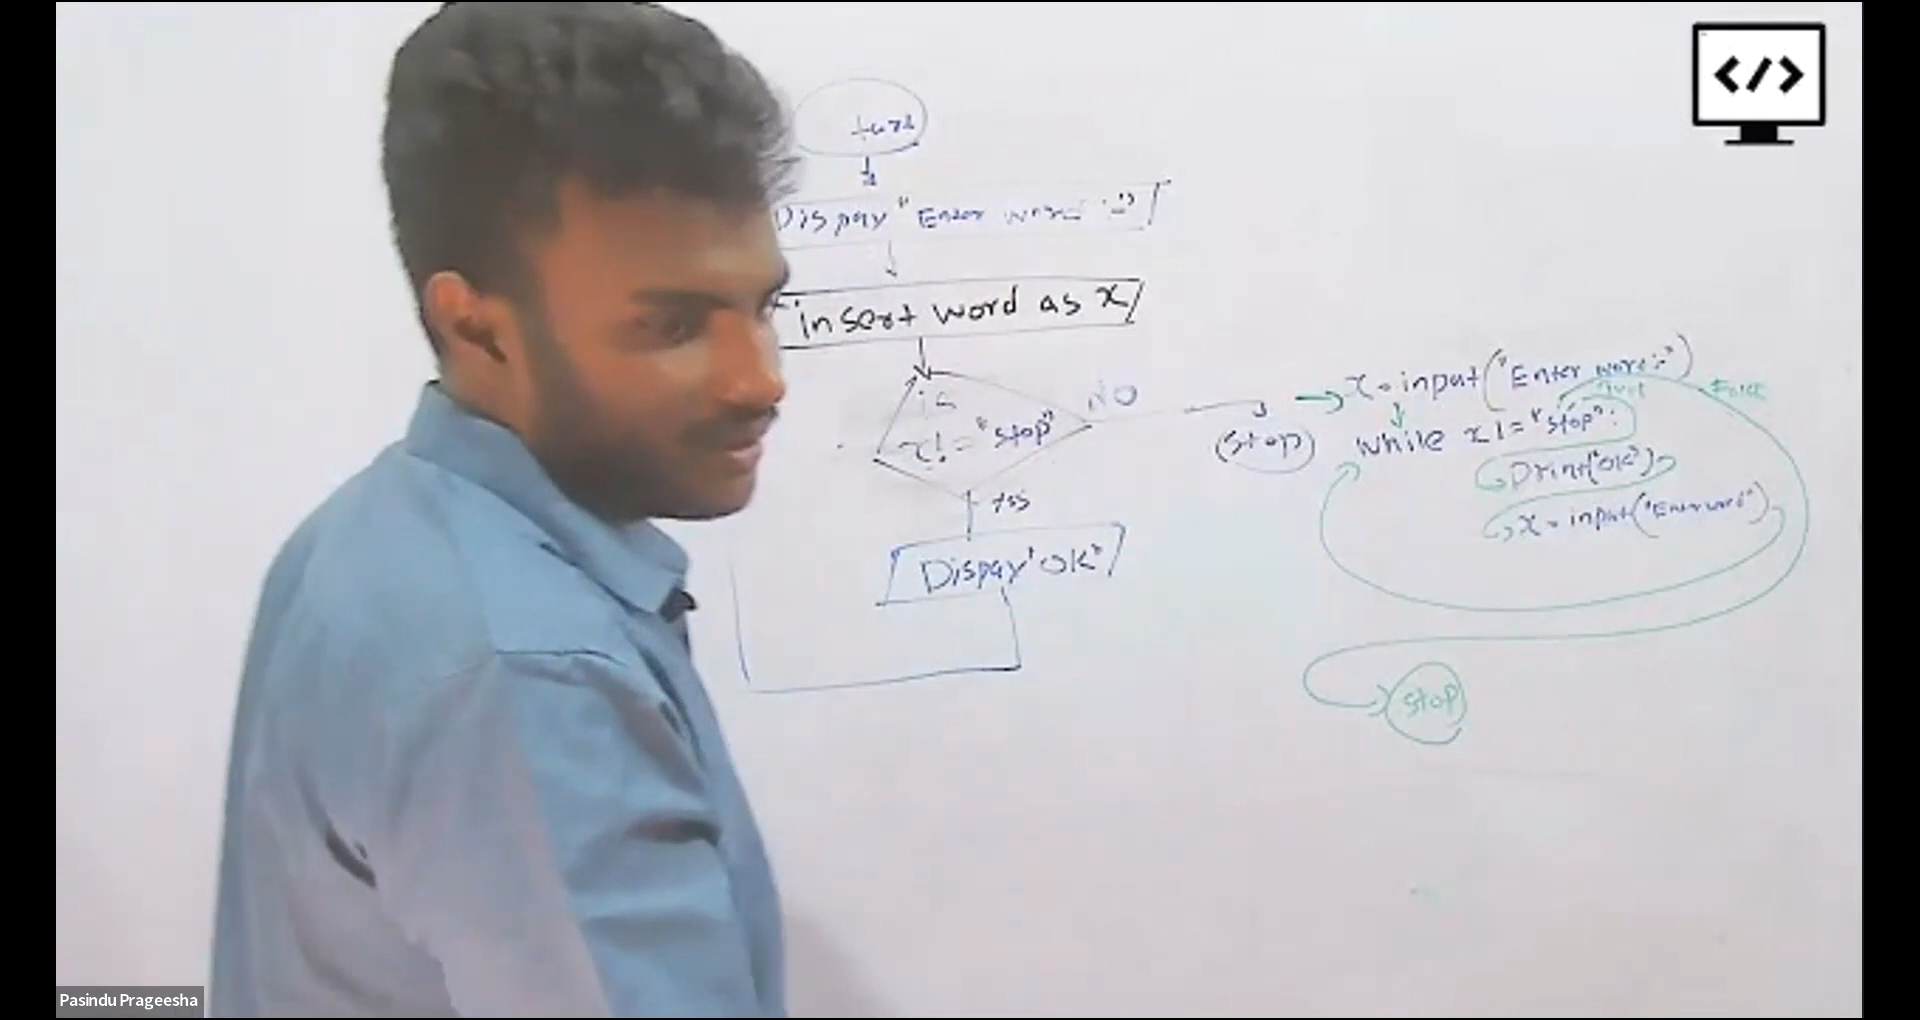 Display "Enter word :-"
insert word as x
is
x! = "stop"
NO
(stop)
yes
Dispay "OK"
x = input("Enter word :-")
True
False
while x != "stop":
print("OK")
x = input("Enter word")
stop
</>
Pasindu Prageesha